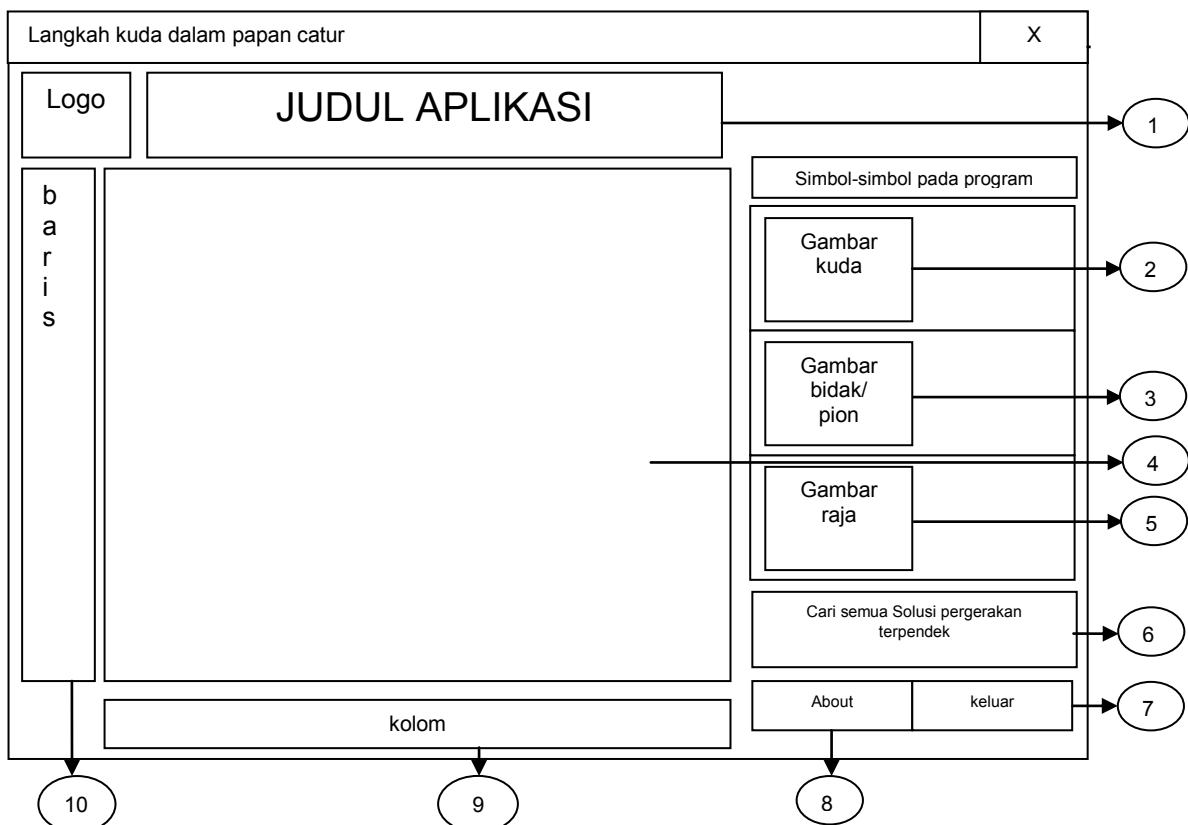 Langkah kuda dalam papan catur
X
Logo
JUDUL APLIKASI
1
b
a
r
i
s
Simbol-simbol pada program
Gambar
kuda
2
Gambar
bidak/
pion
3
4
Gambar
raja
5
Cari semua Solusi pergerakan
terpendek
6
About
keluar
7
kolom
10
9
8